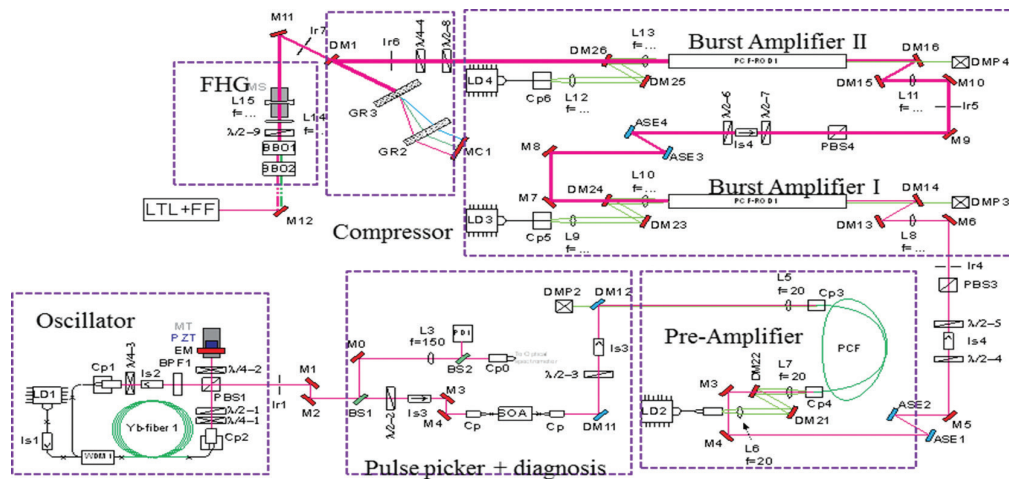 M11
Ir7
DM1
Ir6
λ/4-4
λ/2-8
DM26
L13
f=...
Burst Amplifier II
PCF-ROD1
DM16
DMP4
LD4
Cp6
L12
f=...
DM25
DM15
L11
f=...
M10
Ir5
FHG
MS
L15
f=...
L14
f=
λ/2-9
BBO1
BBO2
GR3
GR2
MC1
ASE4
ASE3
λ/2-6
Is4
λ/2-7
PBS4
M9
M8
M7
DM24
L10
f=...
Burst Amplifier I
PCF-ROD1
DM14
DMP3
LTL+FF
M12
Compressor
LD3
Cp5
L9
f=...
DM23
DM13
L8
f=...
M6
Ir4
PBS3
λ/2-5
Is4
λ/2-4
M5
Oscillator
MT
PZT
EM
BPF1
λ/4-3
Cp1
Is2
λ/4-2
PBS1
λ/2-1
λ/4-1
Cp2
LD1
Is1
Yb-fiber 1
WDM1
Ir1
M1
M2
M0
L3
f=150
PD1
BS2
Cp0
BS1
λ/2-2
Is3
M3
M4
Cp
SOA
Cp
DM11
λ/2-3
Is3
DMP2
DM12
Pulse picker + diagnosis
Pre-Amplifier
L5
f=20
Cp3
PCF
DM22
L7
f=20
Cp4
M3
LD2
M4
L6
f=20
DM21
ASE2
ASE1